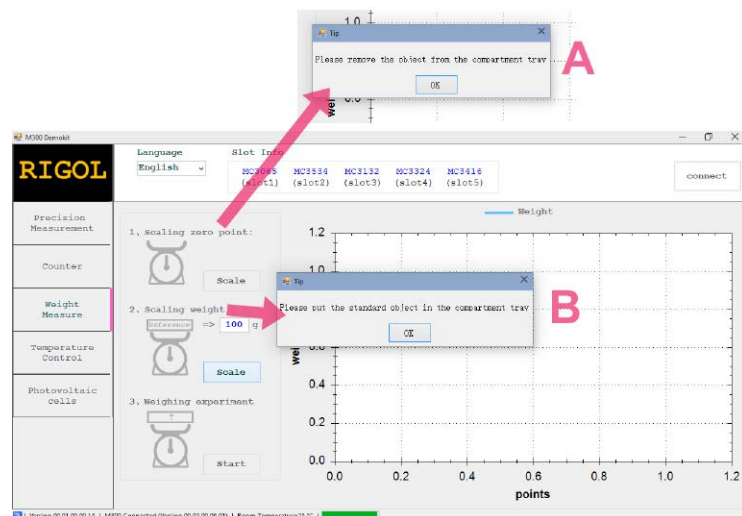 1.0
Tip
Please remove the object from the compartment tray
OK
A
0.0
M300 Demokit
RIGOL
Language
English
Slot Info
MC3065 MC3534 MC3132 MC3324 MC3416
(slot1) (slot2) (slot3) (slot4) (slot5)
connect
Precision
Measurement
Counter
Weight
Measure
Temperature
Control
Photovoltaic
cells
1、Scaling zero point:
Scale
2、Scaling weight
Reference => 100 g
Scale
3、Weighing experiment
?
Start
Weight
1.2
1.0
Tip
Please put the standard object in the compartment tray
OK
B
0.6
0.4
0.2
0.0
0.0 0.2 0.4 0.6 0.8 1.0 1.2
points